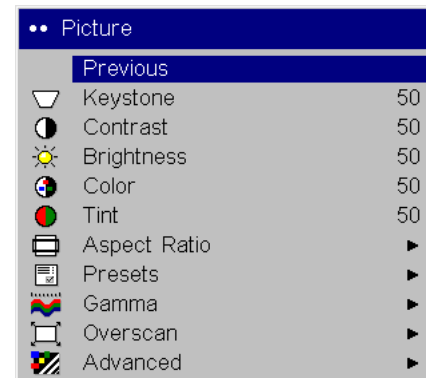 •• Picture
Previous
Keystone 50
Contrast 50
Brightness 50
Color 50
Tint 50
Aspect Ratio
Presets
Gamma
Overscan
Advanced